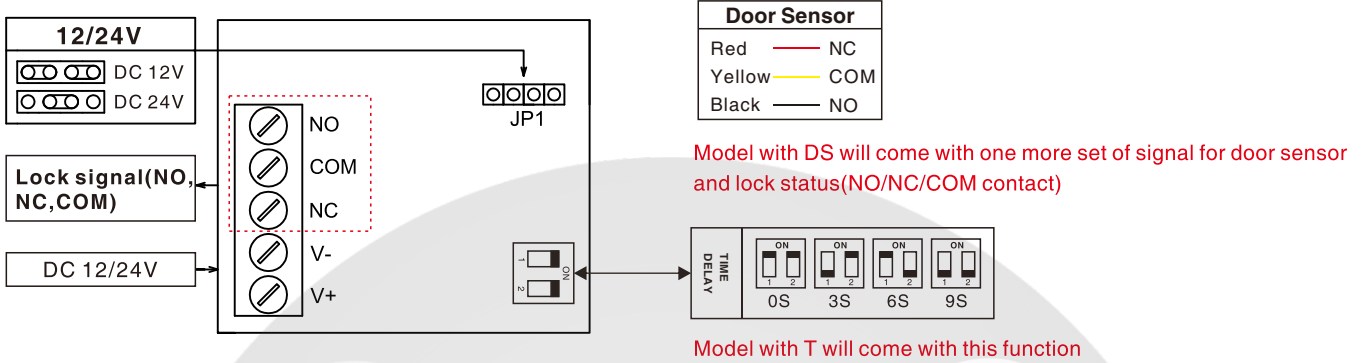 12/24V
DC 12V
DC 24V
Lock signal(NO,
NC,COM)
DC 12/24V
NO
COM
NC
V-
V+
JP1
1
2
ON
Door Sensor
Red NC
Yellow COM
Black NO
Model with DS will come with one more set of signal for door sensor
and lock status(NO/NC/COM contact)
TIME
DELAY
ON ON ON ON
1 2 1 2 1 2 1 2
0S 3S 6S 9S
Model with T will come with this function